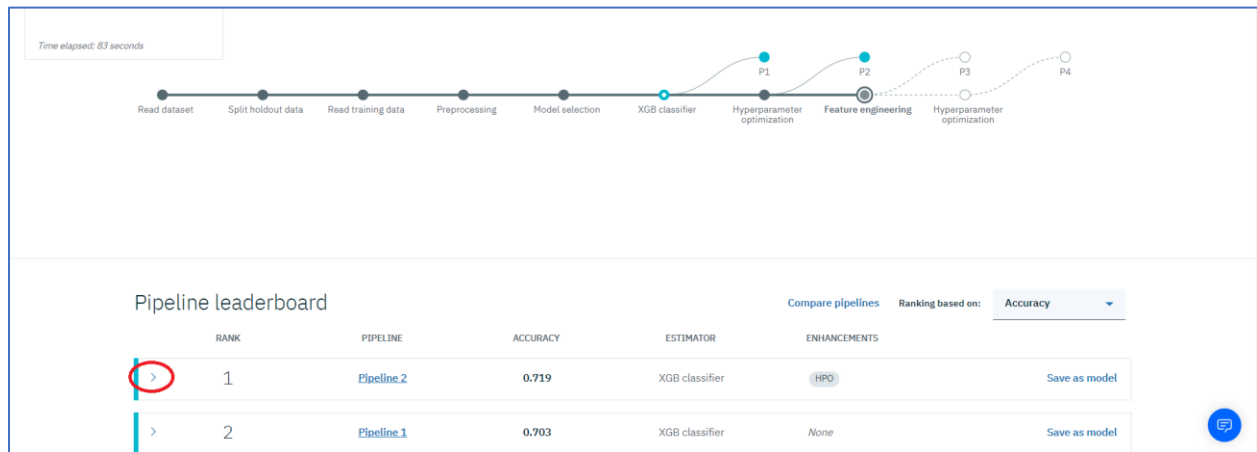 Time elapsed: 83 seconds
P1
P2
P3
P4
Read dataset
Split holdout data
Read training data
Preprocessing
Model selection
XGB classifier
Hyperparameter
optimization
Feature engineering
Hyperparameter
optimization
Pipeline leaderboard
Compare pipelines
Ranking based on:
Accuracy
RANK PIPELINE ACCURACY ESTIMATOR ENHANCEMENTS
1 Pipeline 2 0.719 XGB classifier HPO Save as model
2 Pipeline 1 0.703 XGB classifier None Save as model